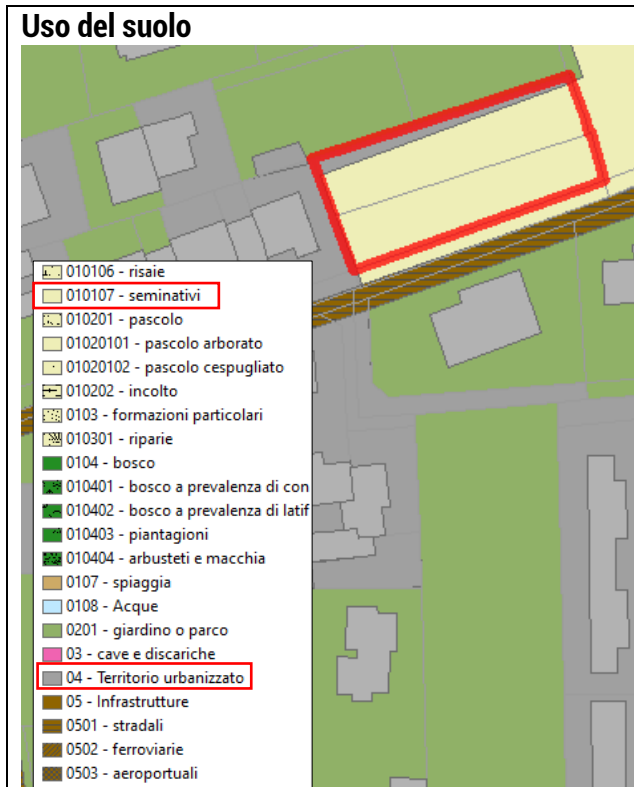 Uso del suolo
010106 - risaie
010107 - seminativi
010201 - pascolo
01020101 - pascolo arborato
01020102 - pascolo cespugliato
010202 - incolto
0103 - formazioni particolari
010301 - riparie
0104 - bosco
010401 - bosco a prevalenza di con
010402 - bosco a prevalenza di latif
010403 - piantagioni
010404 - arbusteti e macchia
0107 - spiaggia
0108 - Acque
0201 - giardino o parco
03 - cave e discariche
04 - Territorio urbanizzato
05 - Infrastrutture
0501 - stradali
0502 - ferroviarie
0503 - aeroportuali